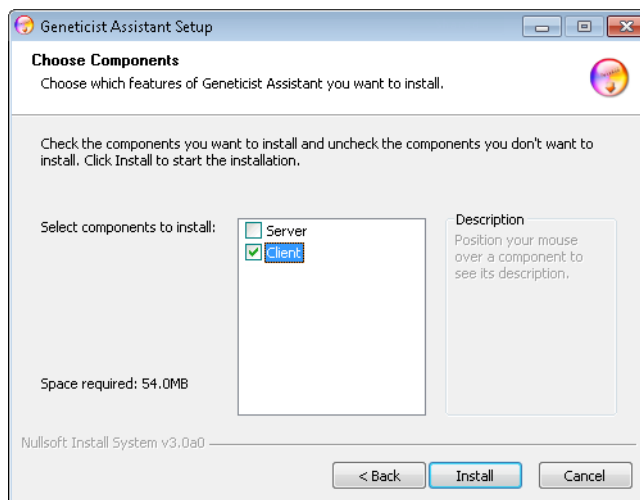 Geneticist Assistant Setup
Choose Components
Choose which features of Geneticist Assistant you want to install.
Check the components you want to install and uncheck the components you don't want to
install. Click Install to start the installation.
Select components to install:
Server
Client
Description
Position your mouse
over a component to
see its description.
Space required: 54.0MB
Nullsoft Install System v3.0a0
< Back
Install
Cancel